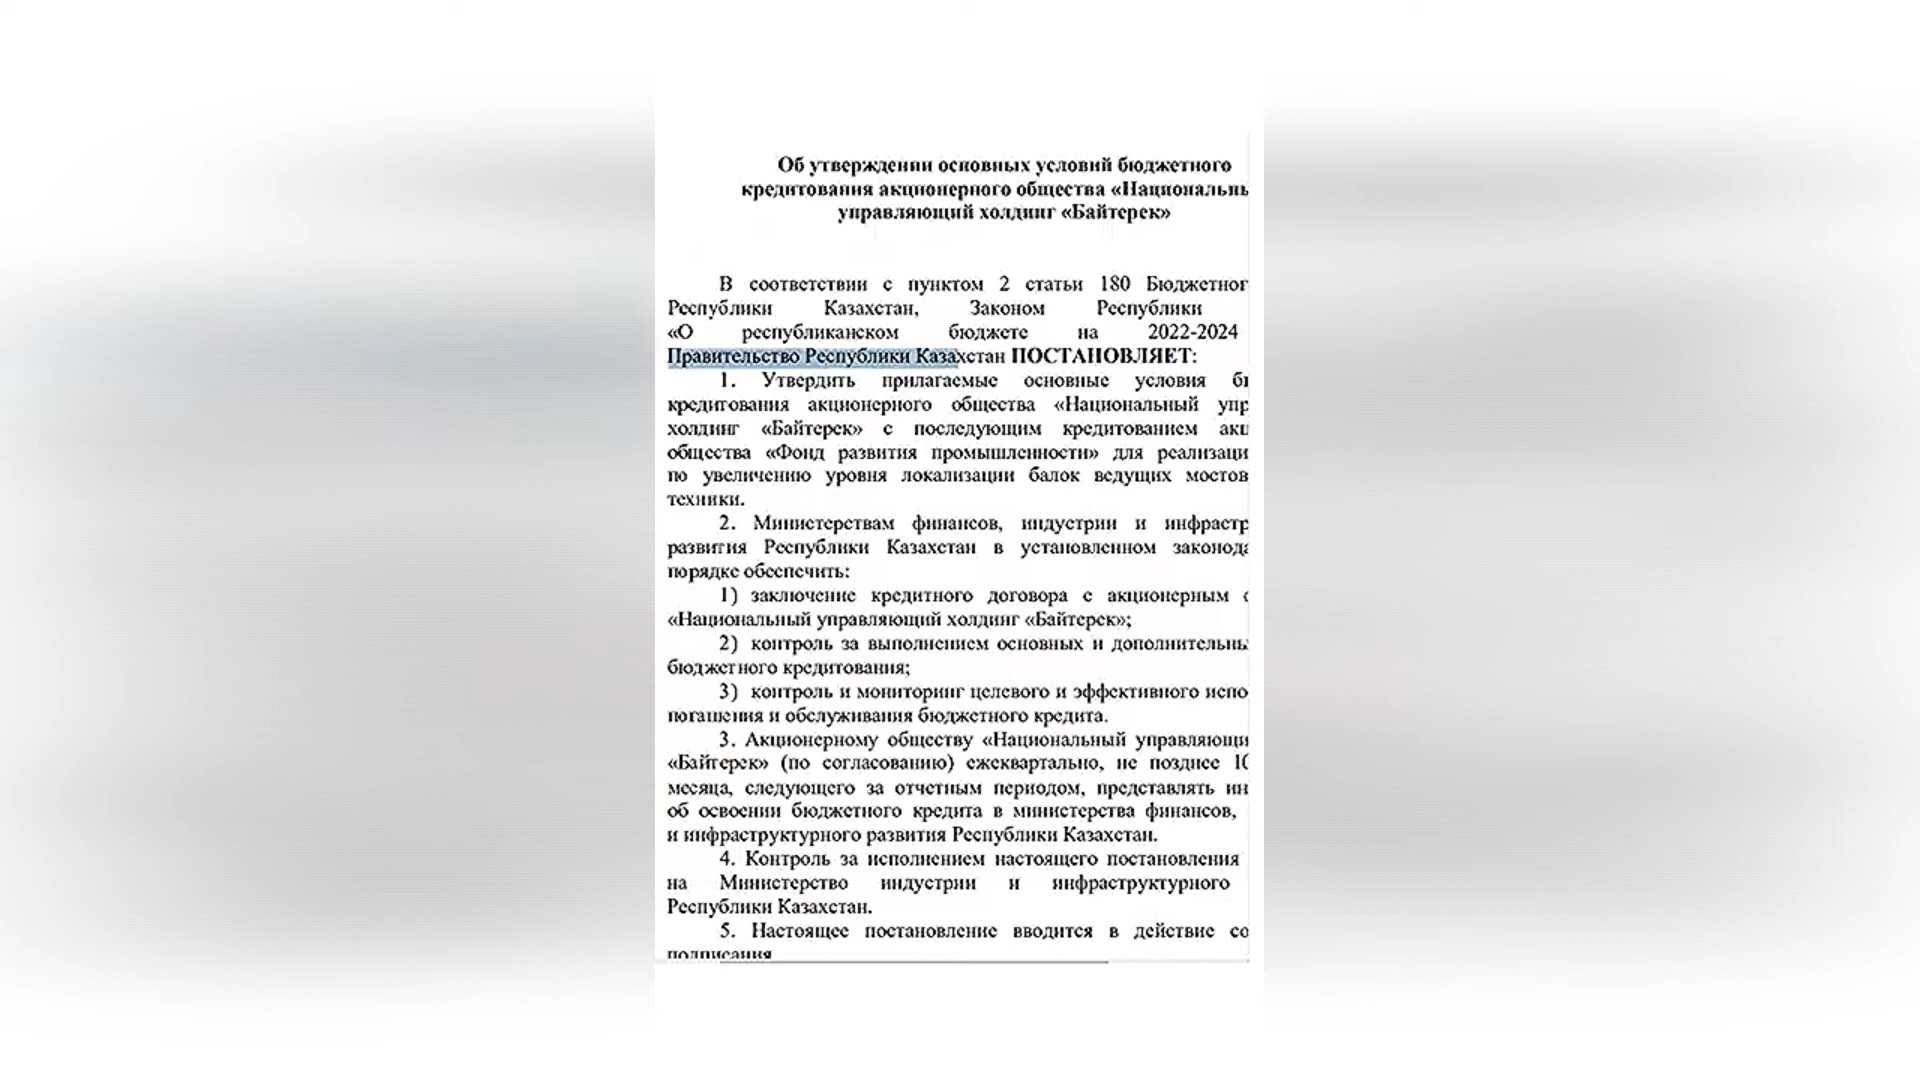 Об утверждении основных условий бюджетного
кредитования акционерного общества «Националь
управляющий холдинг «Байтерек»
В соответствии с пунктом 2 статьи 180 Бюджетног
Республики Казахстан, Законом Республики
«О республиканском бюджете на 2022-2024
Правительство Республики Казахстан ПОСТАНОВЛЯЕТ:
1. Утвердить прилагаемые основные условия б
кредитования акционерного общества «Национальный упр
холдинг «Байтерек» с последующим кредитованием акц
общества «Фонд развития промышленности» для реализаци
по увеличению уровня локализации балок ведущих мостов
техники.
2. Министерствам финансов, индустрии и инфрастр
развития Республики Казахстан в установленном законода
порядке обеспечить:
1) заключение кредитного договора с акционерным
«Национальный управляющий холдинг «Байтерек»;
2) контроль за выполнением основных и дополнительны
бюджетного кредитования;
3) контроль и мониторинг целевого и эффективного испо
погашения и обслуживания бюджетного кредита.
3. Акционерному обществу «Национальный управляющи
«Байтерек» (по согласованию) ежеквартально, не позднее 10
месяца, следующего за отчетным периодом, представлять ин
об освоении бюджетного кредита в министерства финансов,
и инфраструктурного развития Республики Казахстан.
4. Контроль за исполнением настоящего постановления
на Министерство индустрии и инфраструктурного
Республики Казахстан.
5. Настоящее постановление вводится в действие со
подписания